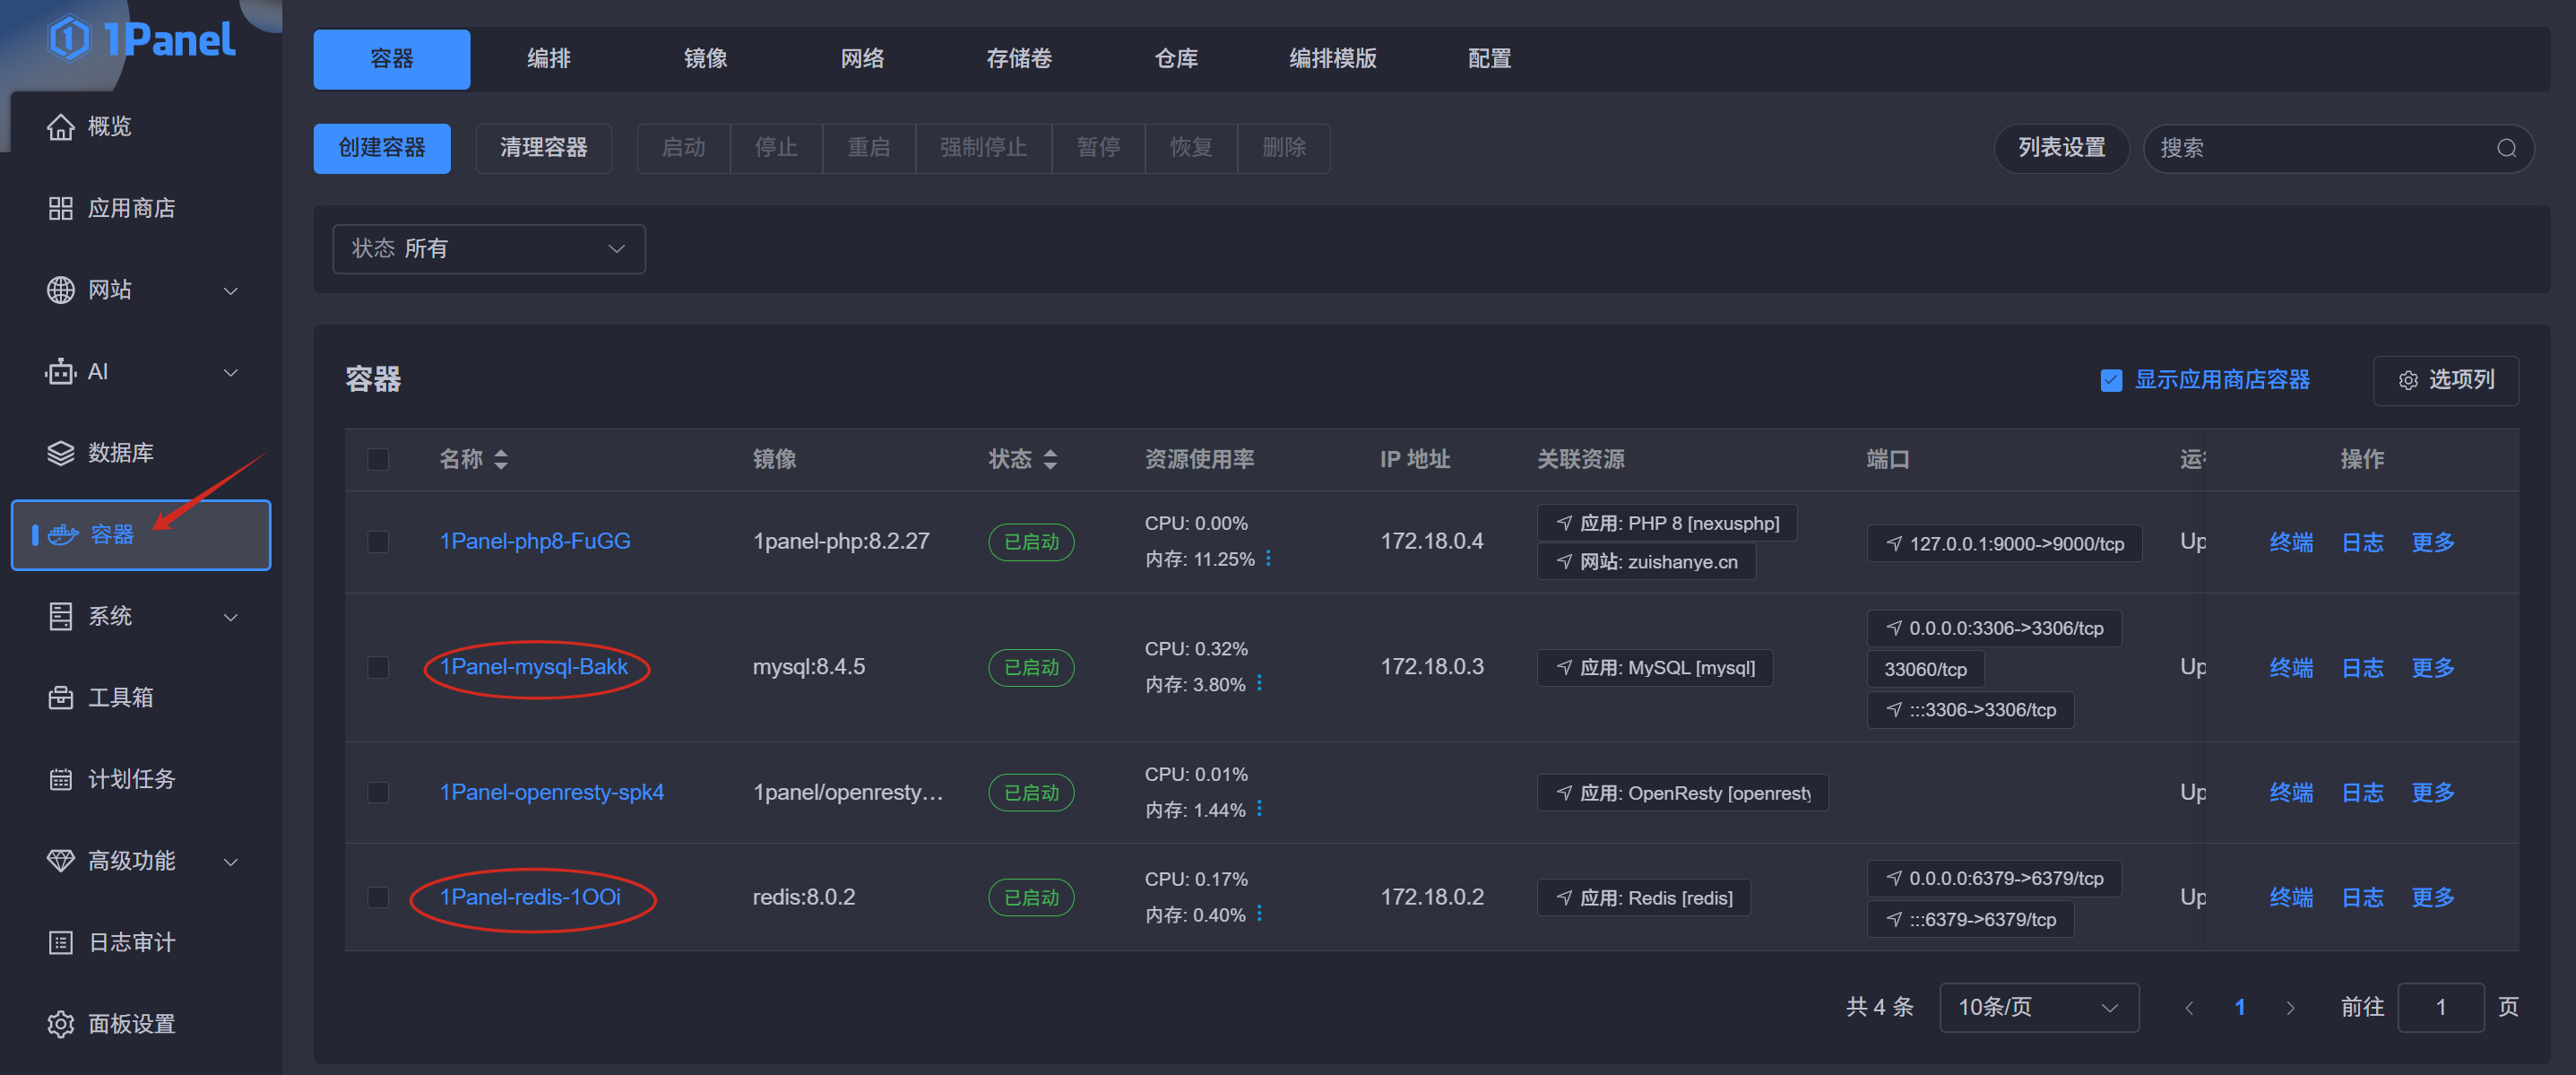 1Panel
概览
应用商店
网站
AI
数据库
容器
系统
工具箱
计划任务
高级功能
日志审计
面板设置
容器 编排 镜像 网络 存储卷 仓库 编排模版 配置
创建容器 清理容器 启动 停止 重启 强制停止 暂停 恢复 删除 列表设置 搜索
状态 所有
容器 显示应用商店容器 选项列
名称 镜像 状态 资源使用率 IP 地址 关联资源 端口 运行 操作
1Panel-php8-FuGG 1panel-php:8.2.27 已启动 CPU: 0.00% 内存: 11.25% 172.18.0.4 应用: PHP 8 [nexusphp] 网站: zuishanye.cn 127.0.0.1:9000->9000/tcp Up 终端 日志 更多
1Panel-mysql-Bakk mysql:8.4.5 已启动 CPU: 0.32% 内存: 3.80% 172.18.0.3 应用: MySQL [mysql] 0.0.0.0:3306->3306/tcp 33060/tcp :::3306->3306/tcp Up 终端 日志 更多
1Panel-openresty-spk4 1panel/openresty… 已启动 CPU: 0.01% 内存: 1.44% 应用: OpenResty [openresty Up 终端 日志 更多
1Panel-redis-1OOi redis:8.0.2 已启动 CPU: 0.17% 内存: 0.40% 172.18.0.2 应用: Redis [redis] 0.0.0.0:6379->6379/tcp :::6379->6379/tcp Up 终端 日志 更多
共 4 条 10条/页 1 前往 1 页